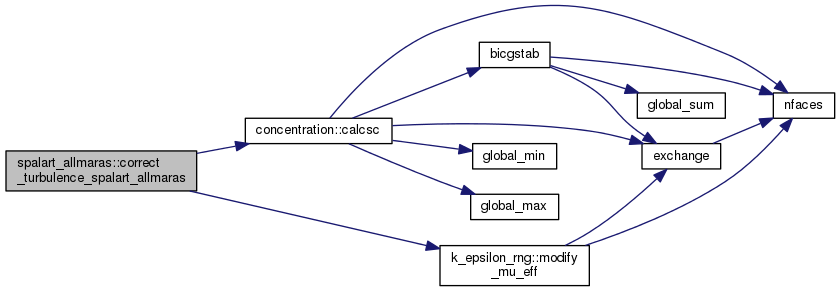 spalart_allmaras::correct
_turbulence_spalart_allmaras
concentration::calcsc
bicgstab
global_sum
nfaces
exchange
global_min
global_max
k_epsilon_rng::modify
_mu_eff